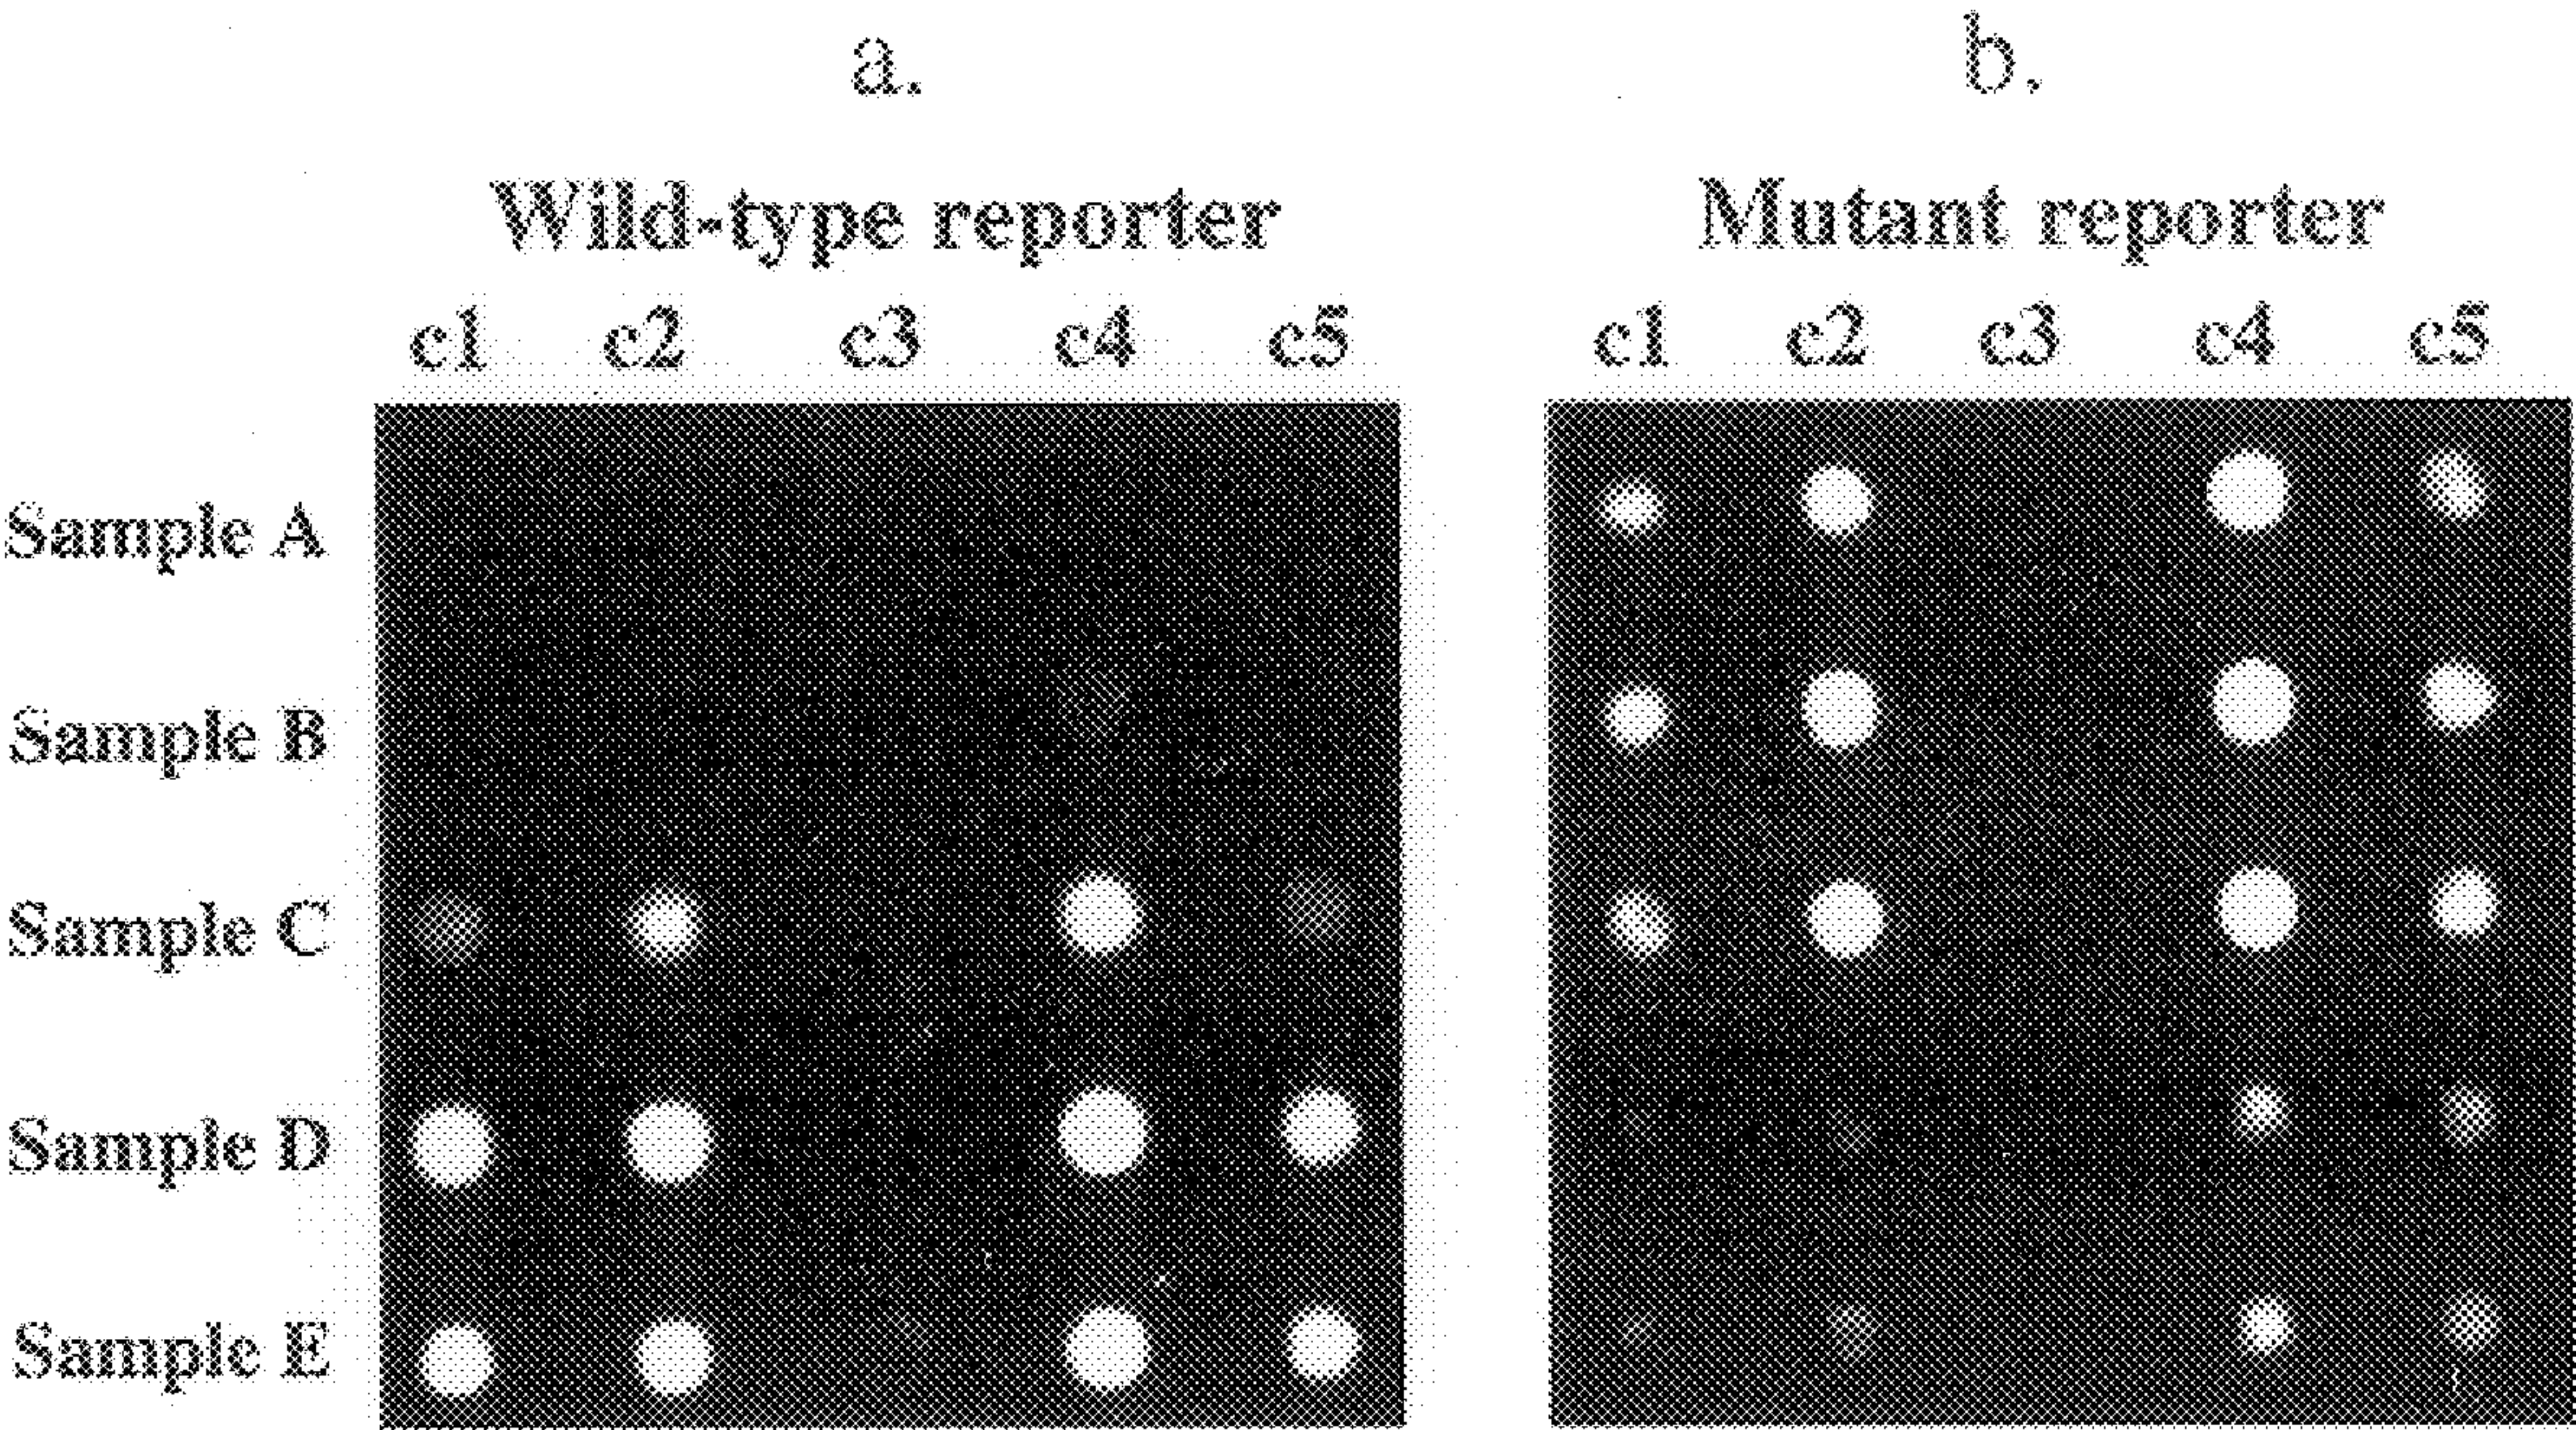 a. b.
Wild-type reporter Mutant reporter
c1 c2 c3 c4 c5 c1 c2 c3 c4 c5
Sample A
Sample B
Sample C
Sample D
Sample E